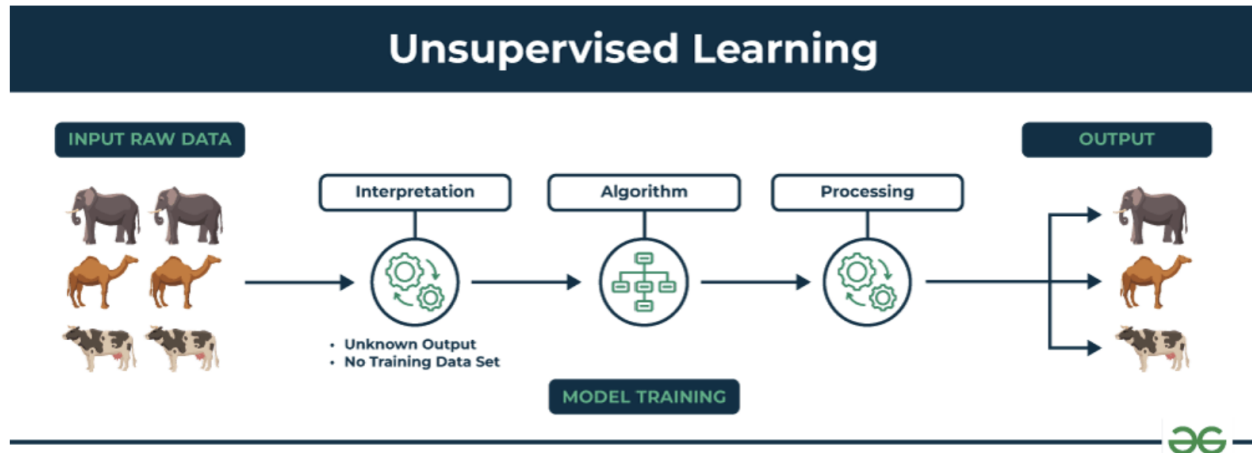 Unsupervised Learning
INPUT RAW DATA
OUTPUT
Interpretation
Algorithm
Processing
• Unknown Output
• No Training Data Set
MODEL TRAINING